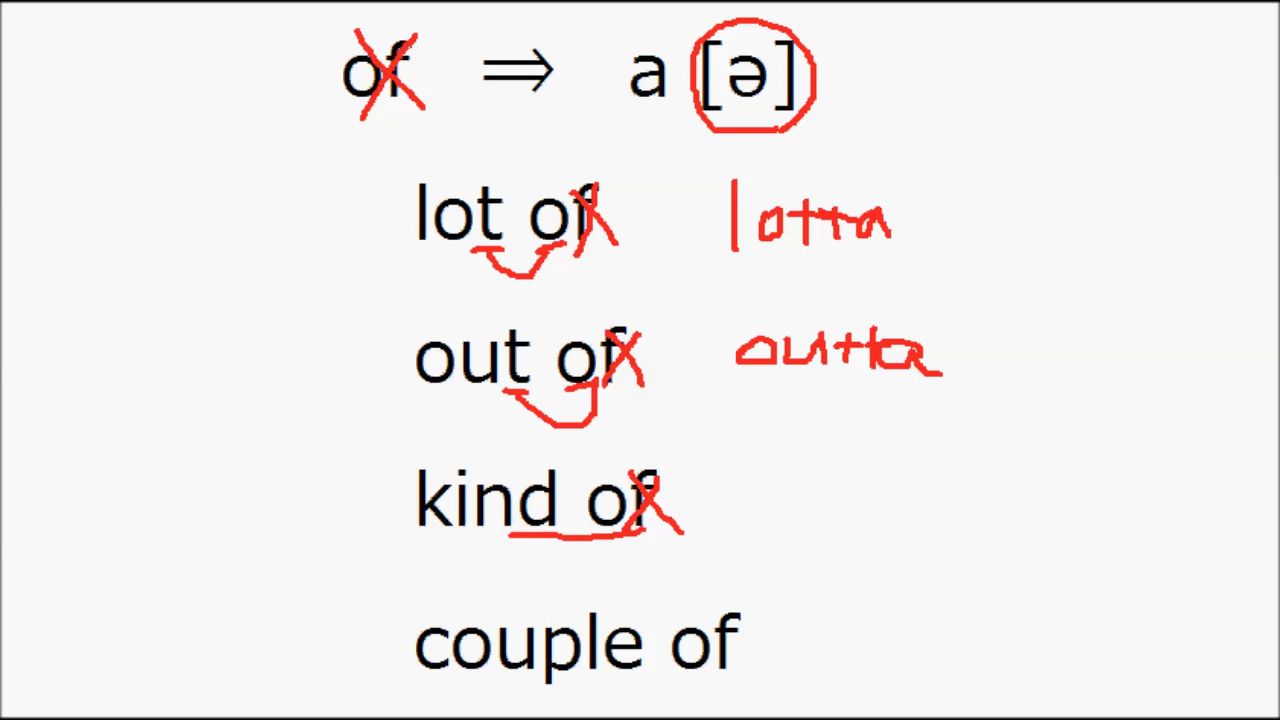 of ⇒ a [ə]
lot of lotta
out of outta
kind of
couple of